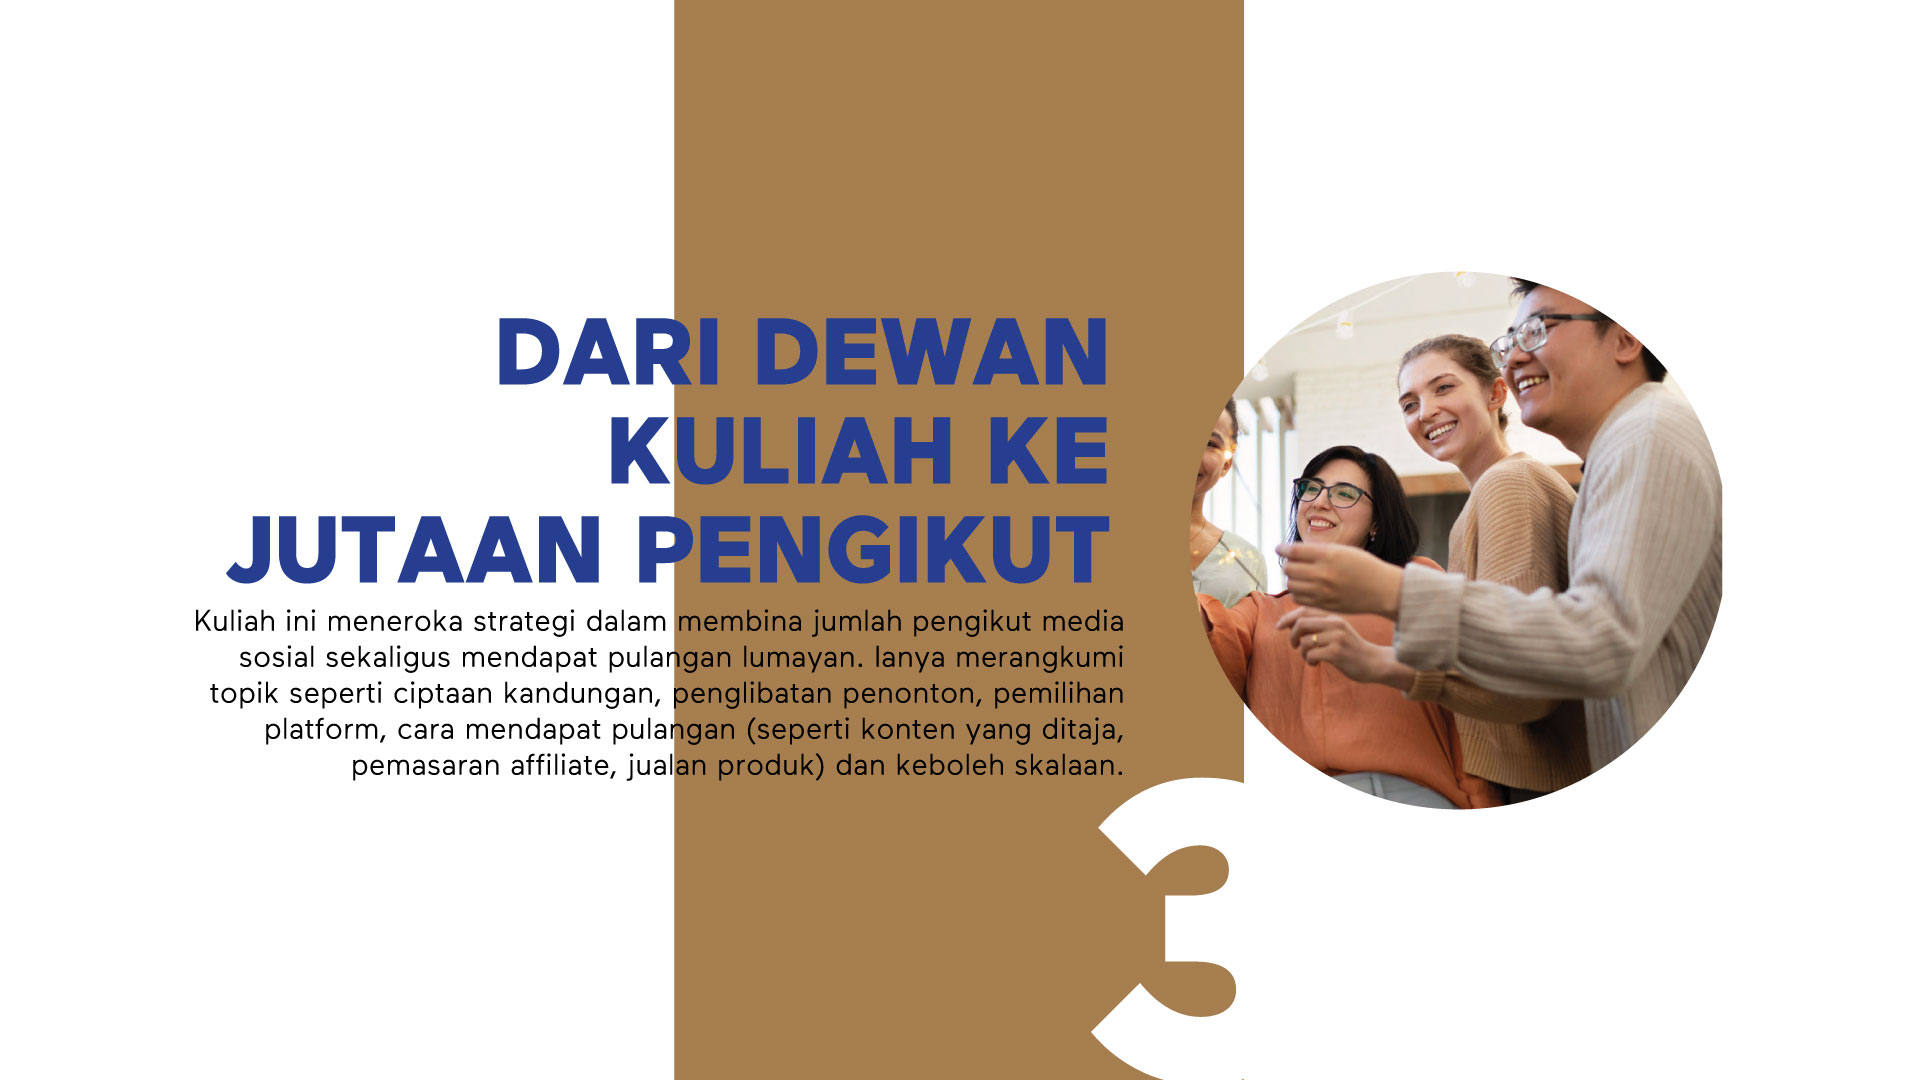 DARI DEWAN
KULIAH KE
JUTAAN PENGIKUT
Kuliah ini meneroka strategi dalam membina jumlah pengikut media
sosial sekaligus mendapat pulangan lumayan. Ianya merangkumi
topik seperti ciptaan kandungan, penglibatan penonton, pemilihan
platform, cara mendapat pulangan (seperti konten yang ditaja,
pemasaran affiliate, jualan produk) dan keboleh skalaan.
3